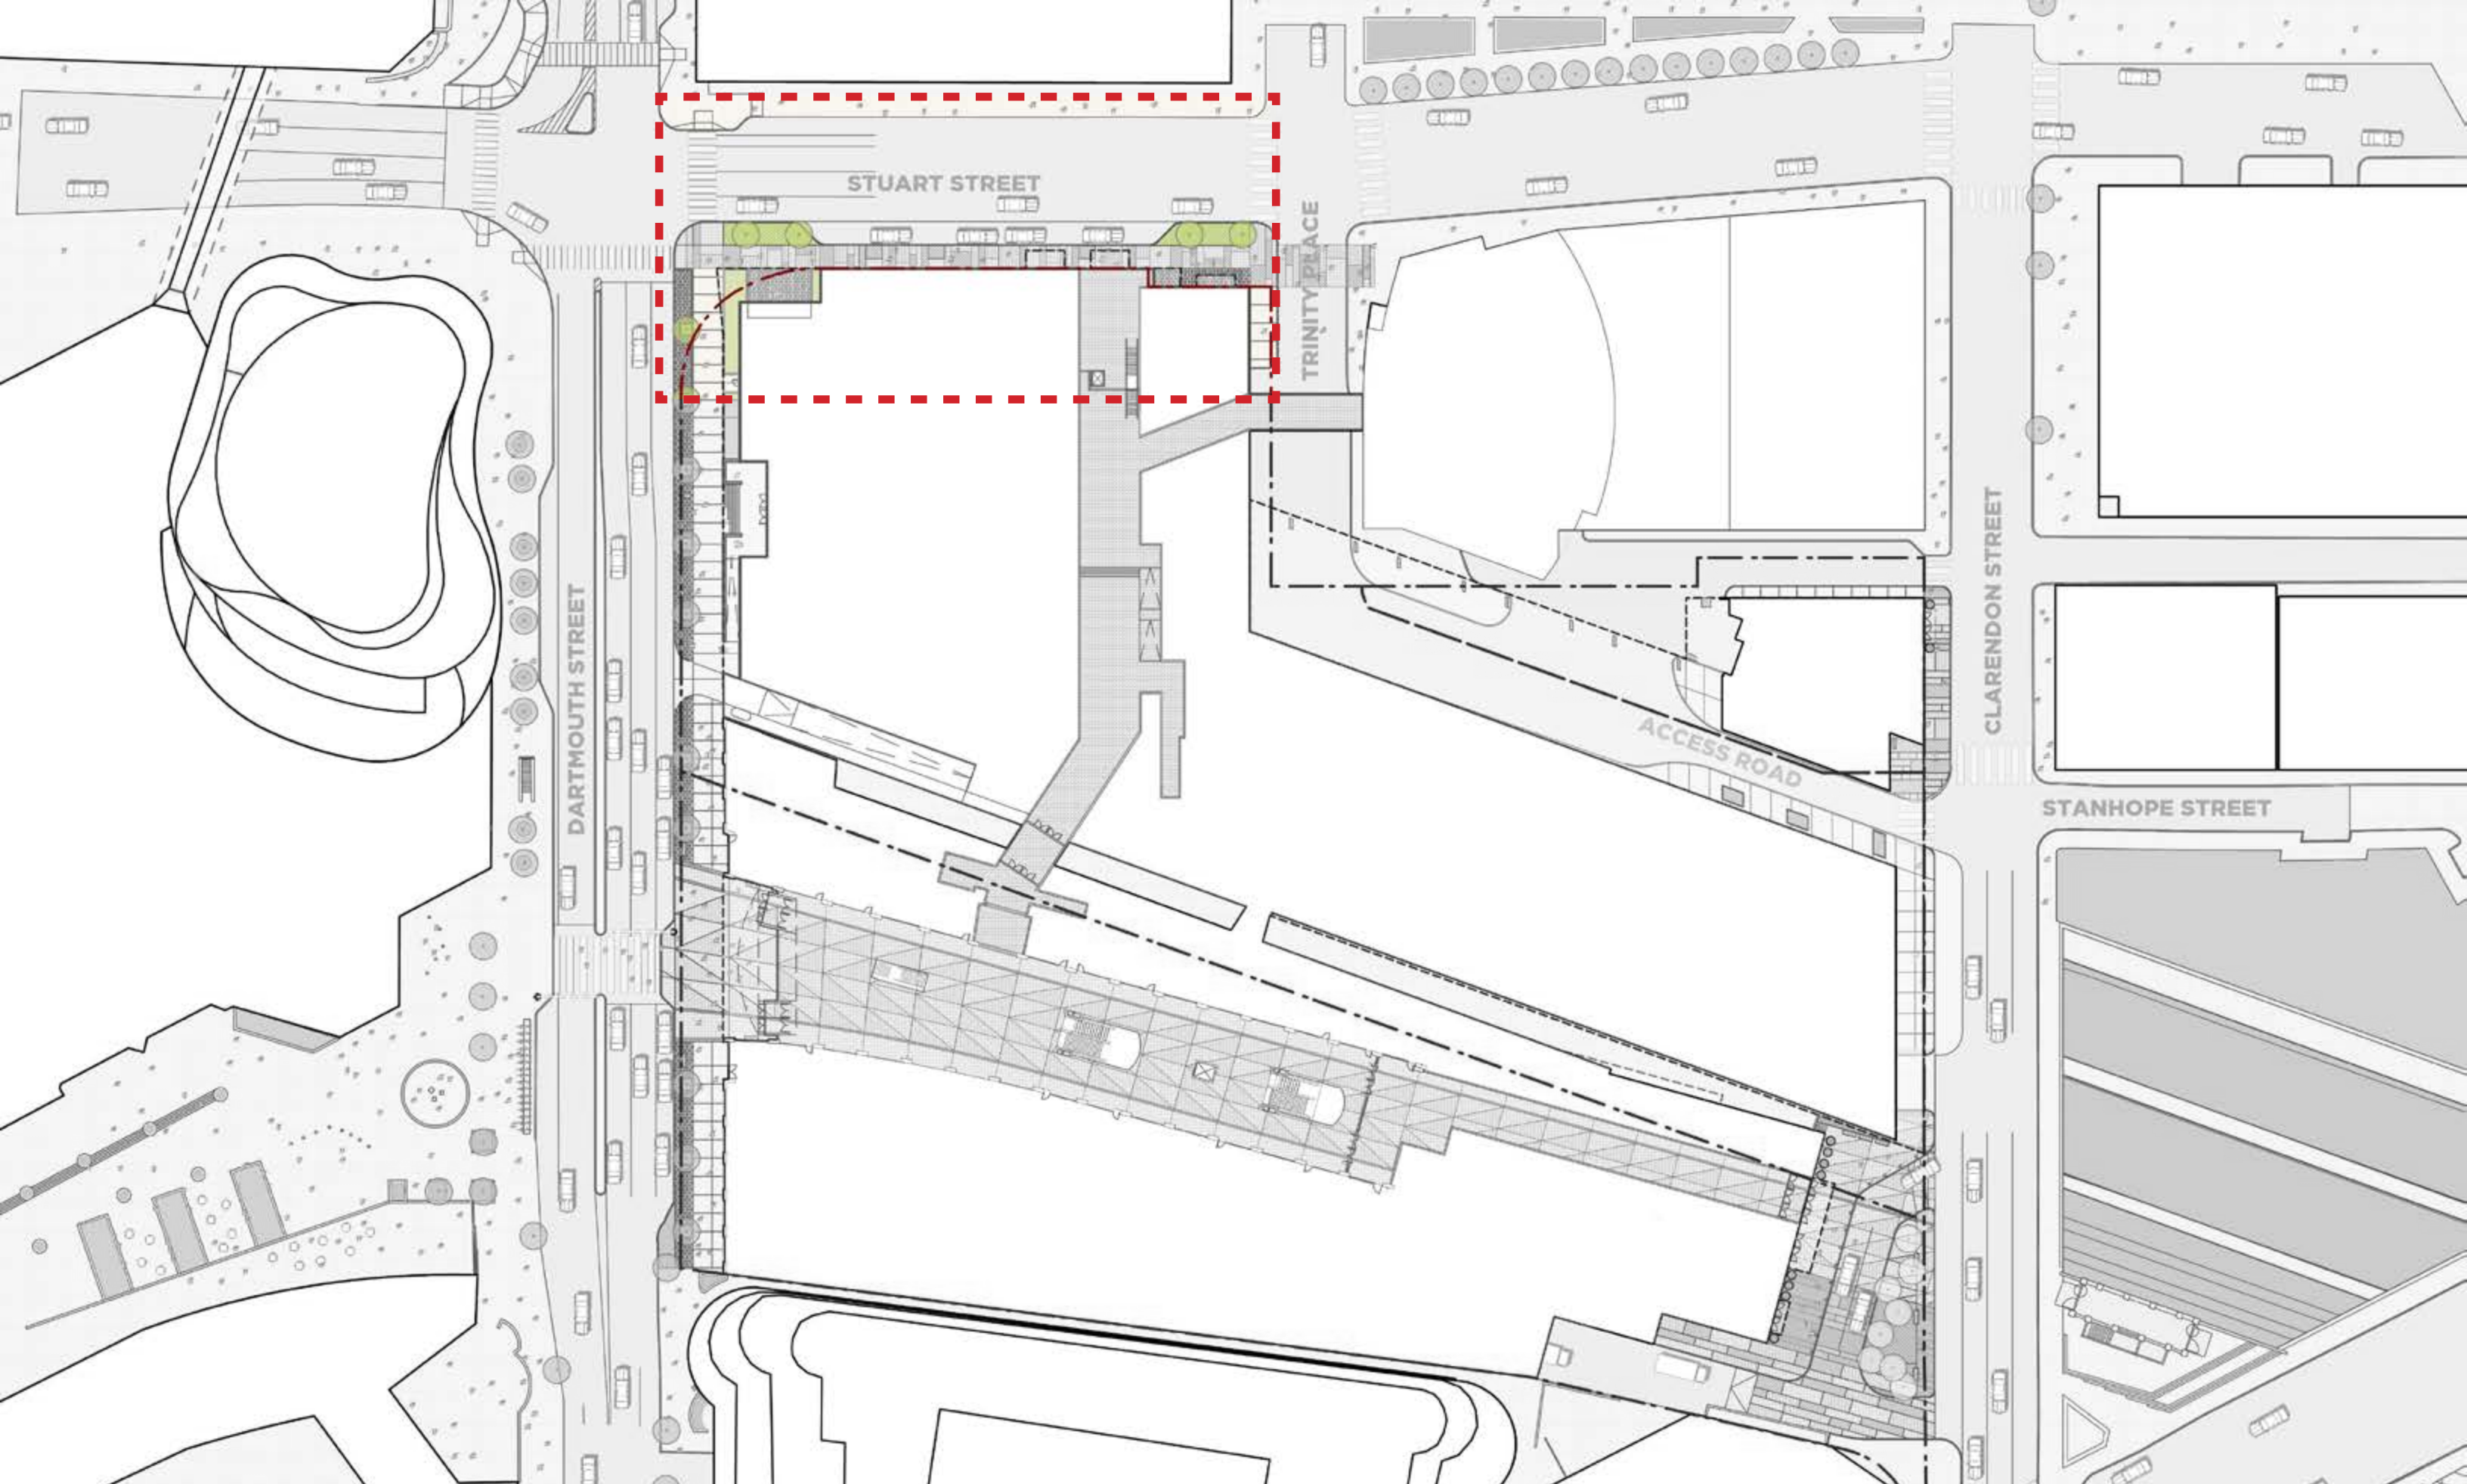 STUART STREET
TRINITY PLACE
DARTMOUTH STREET
CLARENDON STREET
ACCESS ROAD
STANHOPE STREET